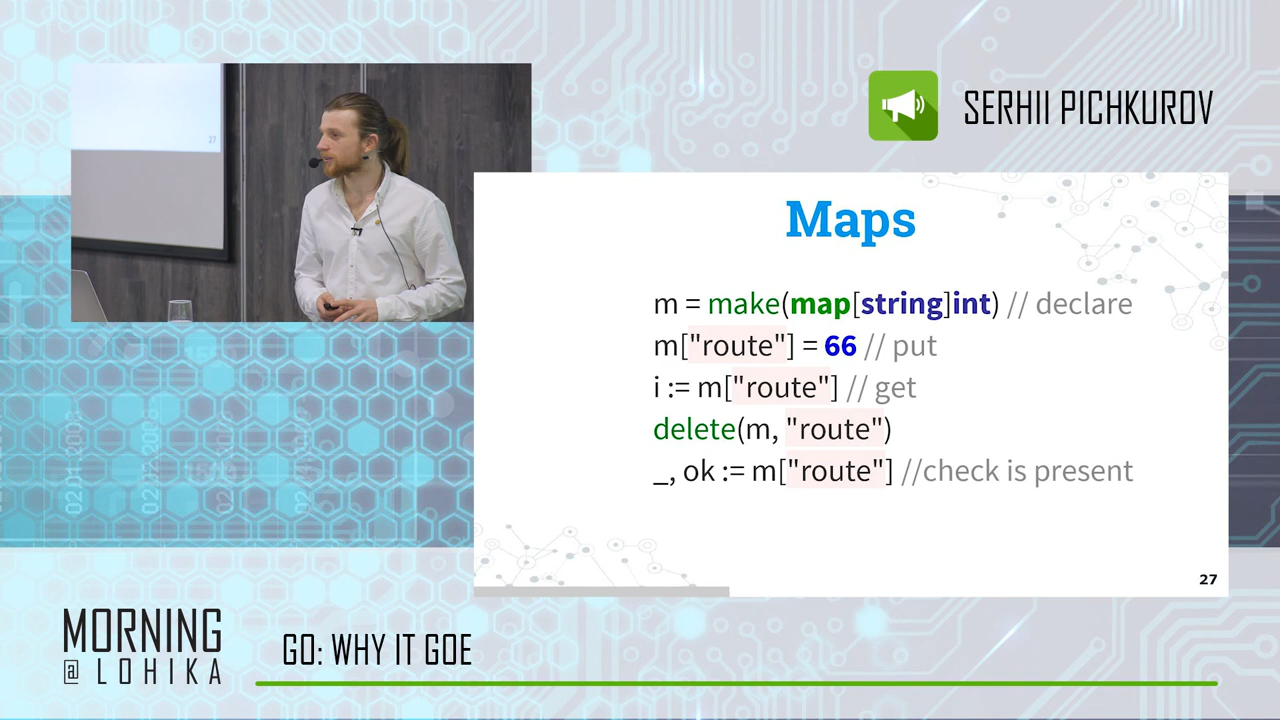 SERHII PICHKUROV
27
Maps
m = make(map[string]int) // declare
m["route"] = 66 // put
i := m["route"] // get
delete(m, "route")
_, ok := m["route"] //check is present
27
MORNING
@ LOHIKA
GO: WHY IT GOE